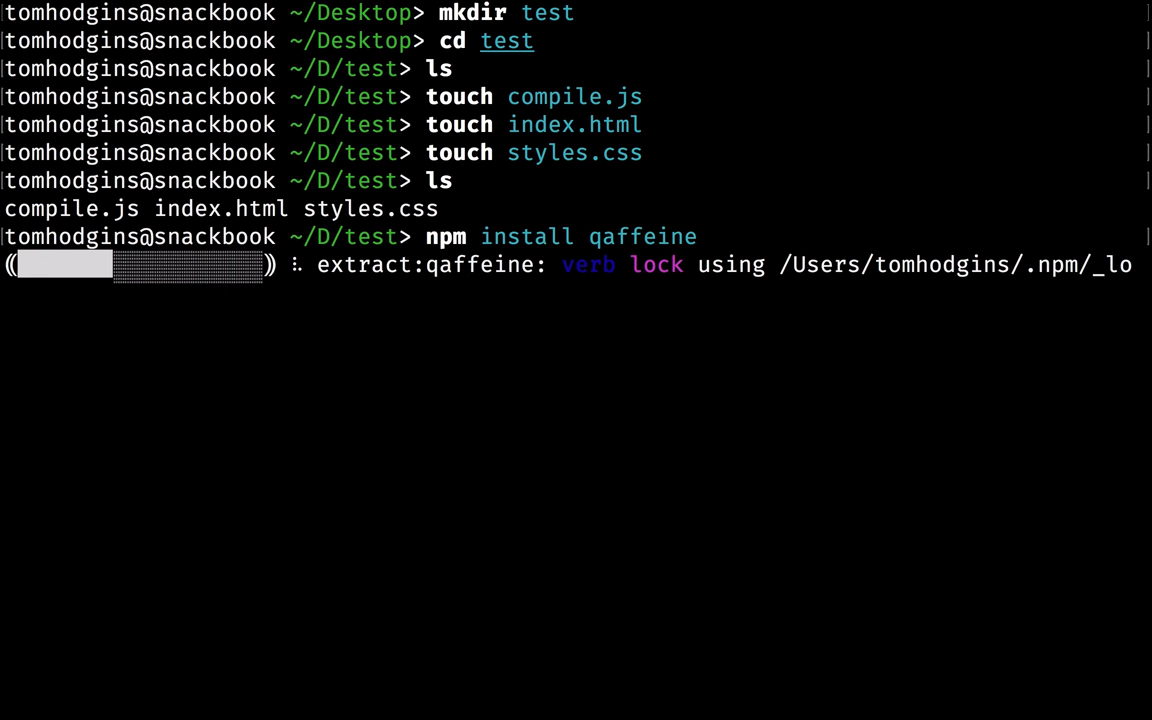 tomhodgins@snackbook ~/Desktop> mkdir test
tomhodgins@snackbook ~/Desktop> cd test
tomhodgins@snackbook ~/D/test> ls
tomhodgins@snackbook ~/D/test> touch compile.js
tomhodgins@snackbook ~/D/test> touch index.html
tomhodgins@snackbook ~/D/test> touch styles.css
tomhodgins@snackbook ~/D/test> ls
compile.js index.html styles.css
tomhodgins@snackbook ~/D/test> npm install qaffeine
extract:qaffeine: verb lock using /Users/tomhodgins/.npm/_lo